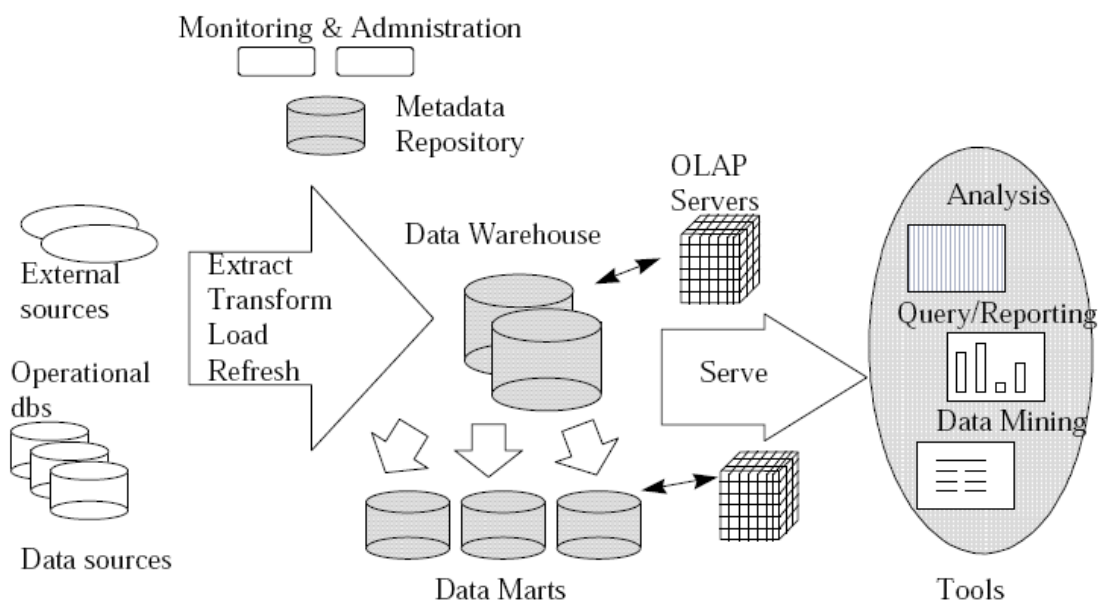 Monitoring & Admnistration
Metadata
Repository
OLAP
Servers
Analysis
Data Warehouse
External
sources
Extract
Transform
Load
Refresh
Query/Reporting
Serve
Operational
dbs
Data Mining
Data sources
Data Marts
Tools